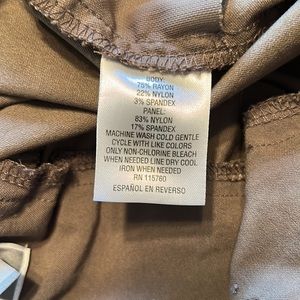 BODY:
75% RAYON
22% NYLON
3% SPANDEX
PANEL:
83% NYLON
17% SPANDEX
MACHINE WASH COLD GENTLE
CYCLE WITH LIKE COLORS
ONLY NON-CHLORINE BLEACH
WHEN NEEDED LINE DRY COOL
IRON WHEN NEEDED
RN 115760
ESPAÑOL EN REVERSO